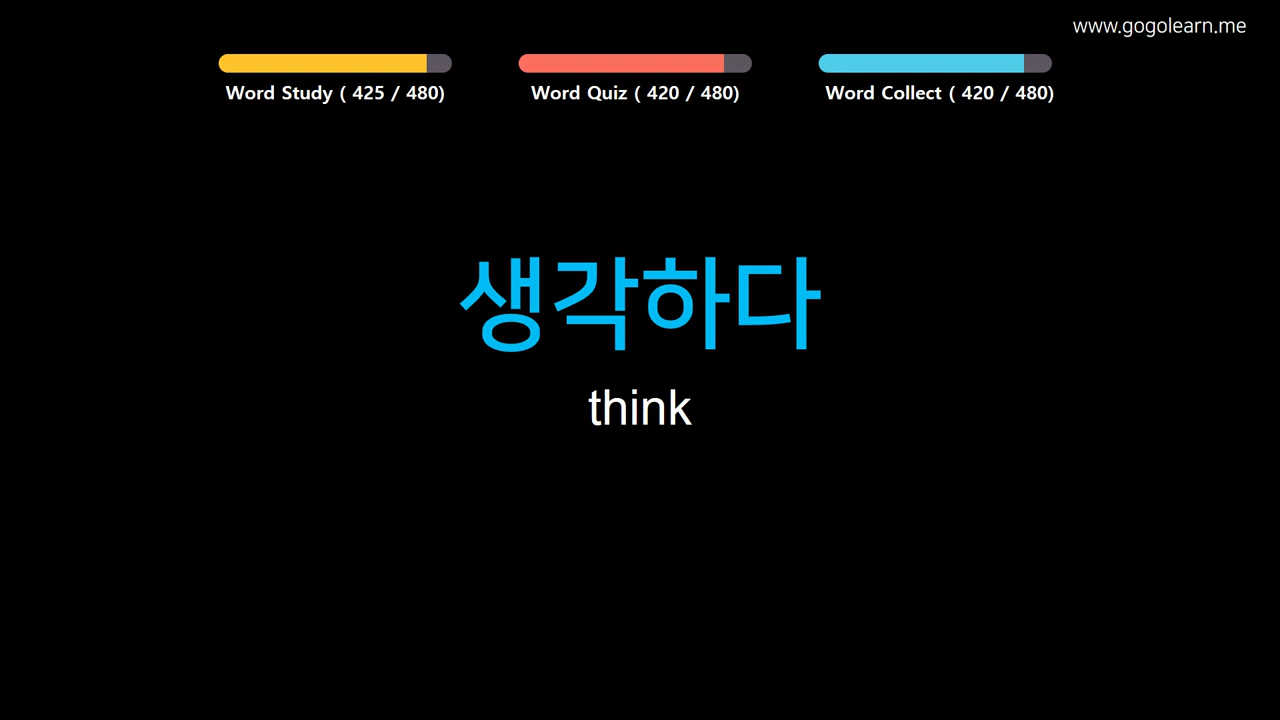 www.gogolearn.me
Word Study ( 425 / 480)
Word Quiz ( 420 / 480)
Word Collect ( 420 / 480)
생각하다
think